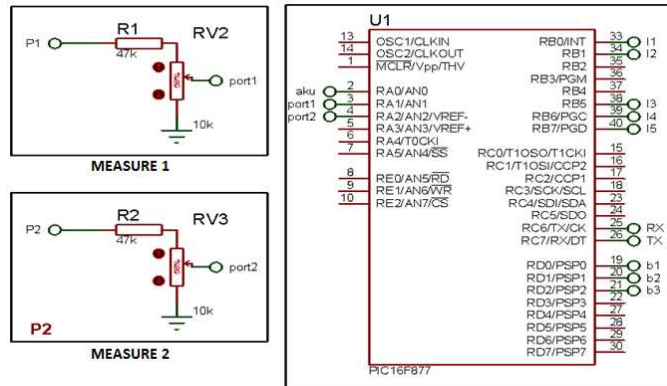 R1
RV2
P1
47k
port1
50%
10k
MEASURE 1
R2
RV3
P2
47k
port2
50%
10k
P2
MEASURE 2
U1
13 OSC1/CLKIN
14 OSC2/CLKOUT
1 MCLR/Vpp/THV
aku 2 RA0/AN0
port1 3 RA1/AN1
port2 4 RA2/AN2/VREF-
5 RA3/AN3/VREF+
6 RA4/T0CKI
7 RA5/AN4/SS
8 RE0/AN5/RD
9 RE1/AN6/WR
10 RE2/AN7/CS
RB0/INT 33 I1
RB1 34 I2
RB2 35
RB3/PGM 36
RB4 37
RB5 38 I3
RB6/PGC 39 I4
RB7/PGD 40 I5
RC0/T1OSO/T1CKI 15
RC1/T1OSI/CCP2 16
RC2/CCP1 17
RC3/SCK/SCL 18
RC4/SDI/SDA 23
RC5/SDO 24
RC6/TX/CK 25 RX
RC7/RX/DT 26 TX
RD0/PSP0 19 b1
RD1/PSP1 20 b2
RD2/PSP2 21 b3
RD3/PSP3 22
RD4/PSP4 27
RD5/PSP5 28
RD6/PSP6 29
RD7/PSP7 30
PIC16F877